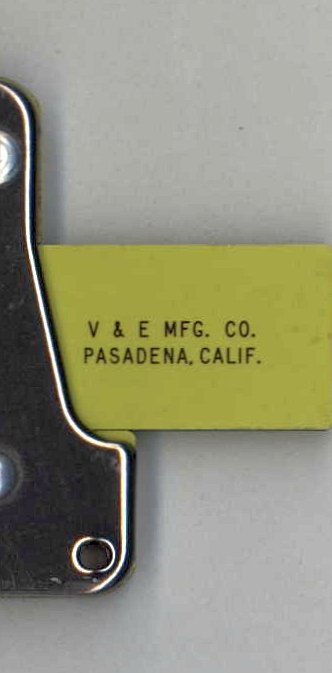 V & E MFG. CO.
PASADENA, CALIF.